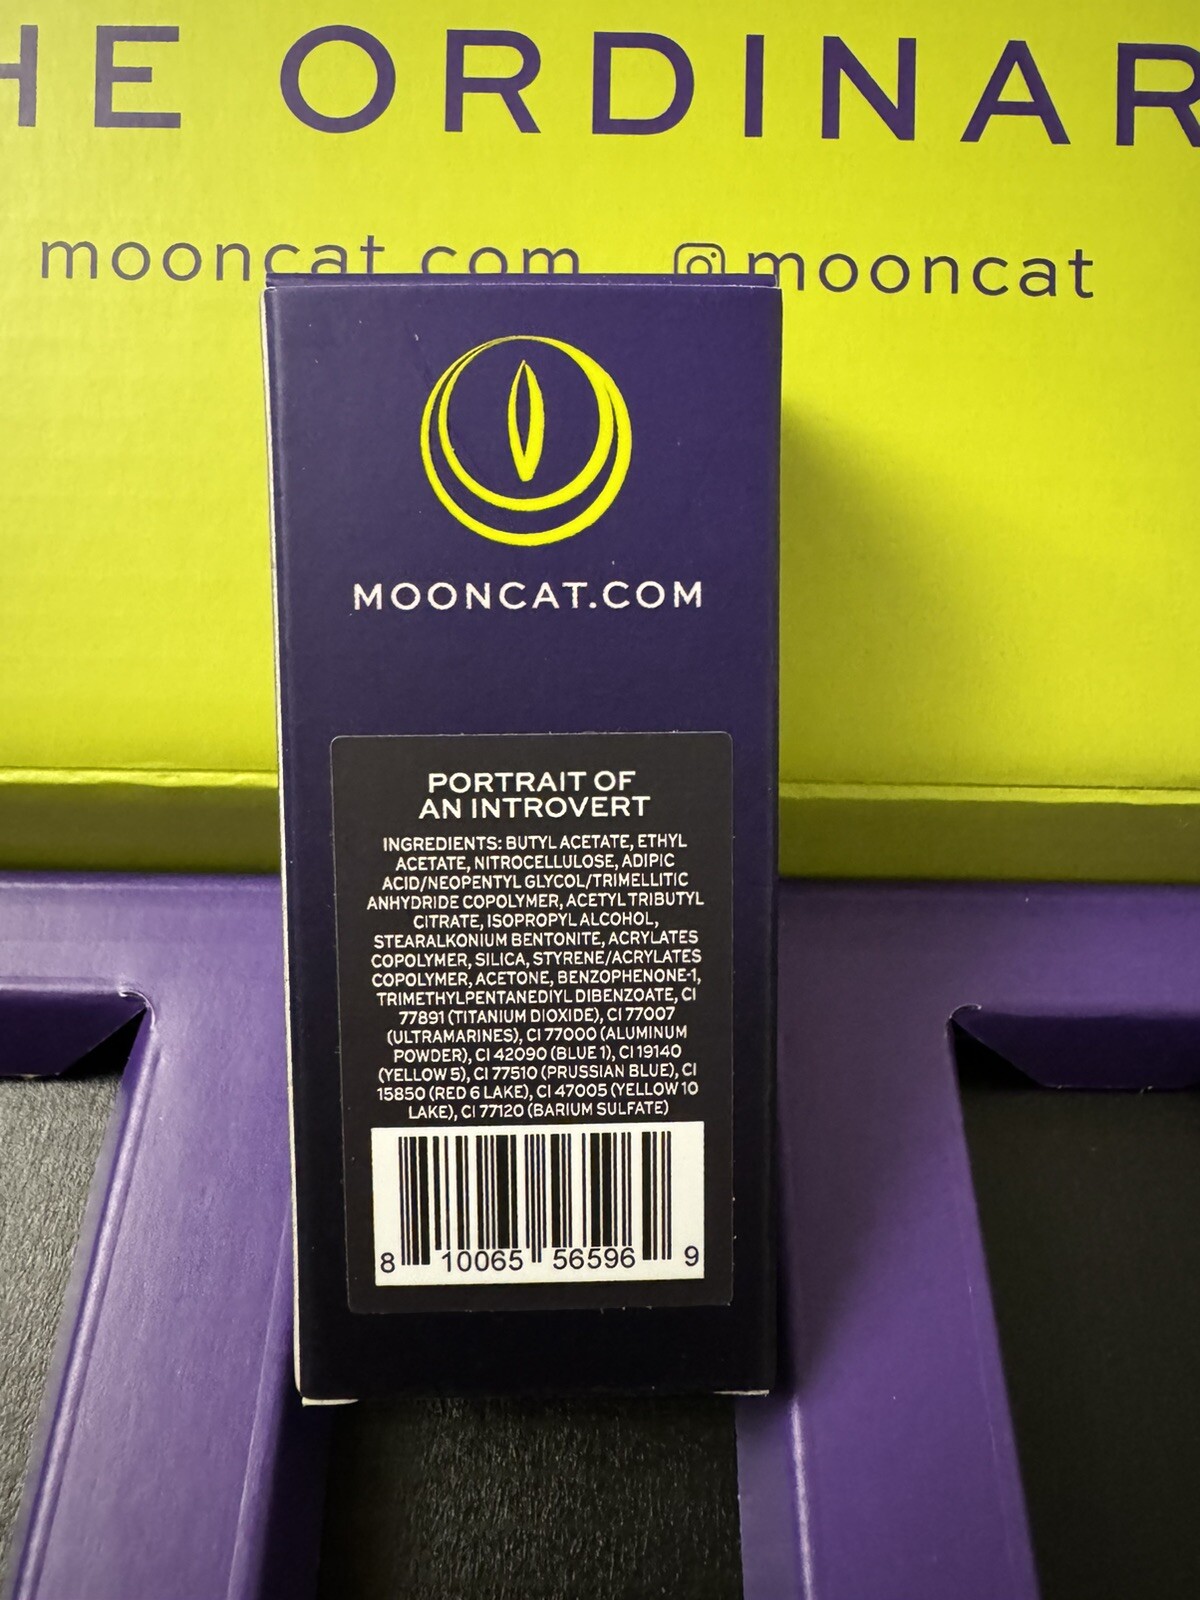 HE ORDINAR
mooncat.com mooncat
MOONCAT.COM
PORTRAIT OF
AN INTROVERT
INGREDIENTS: BUTYL ACETATE, ETHYL
ACETATE, NITROCELLULOSE, ADIPIC
ACID/NEOPENTYL GLYCOL/TRIMELLITIC
ANHYDRIDE COPOLYMER, ACETYL TRIBUTYL
CITRATE, ISOPROPYL ALCOHOL,
STEARALKONIUM BENTONITE, ACRYLATES
COPOLYMER, SILICA, STYRENE/ACRYLATES
COPOLYMER, ACETONE, BENZOPHENONE-1,
TRIMETHYLPENTANEDIYL DIBENZOATE, CI
77891 (TITANIUM DIOXIDE), CI 77007
(ULTRAMARINES), CI 77000 (ALUMINUM
POWDER), CI 42090 (BLUE 1), CI 19140
(YELLOW 5), CI 77510 (PRUSSIAN BLUE), CI
15850 (RED 6 LAKE), CI 47005 (YELLOW 10
LAKE), CI 77120 (BARIUM SULFATE)
8 10065 56596 9